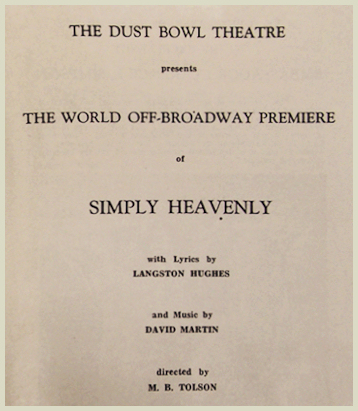 THE DUST BOWL THEATRE
presents
THE WORLD OFF-BROADWAY PREMIERE
of
SIMPLY HEAVENLY
with Lyrics by
LANGSTON HUGHES
and Music by
DAVID MARTIN
directed by
M. B. TOLSON